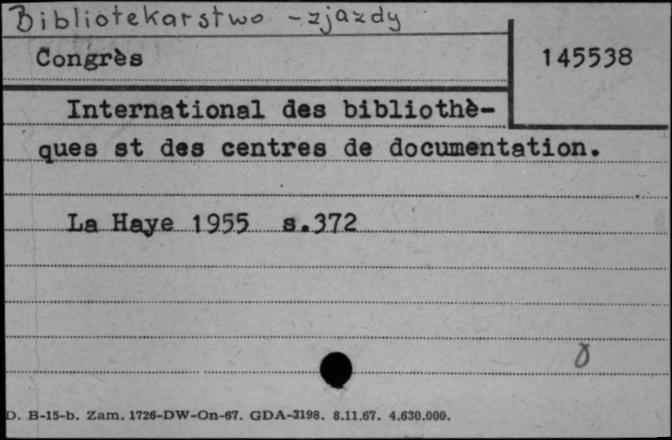 Bibliotekarstwo - zjazdy
Congrès
145538
International des bibliothè-
ques st des centres de documentation.
La Haye 1955 s.372
D. B-15-b. Zam. 1726-DW-On-67. GDA-3198. 8.11.67. 4.630.000.